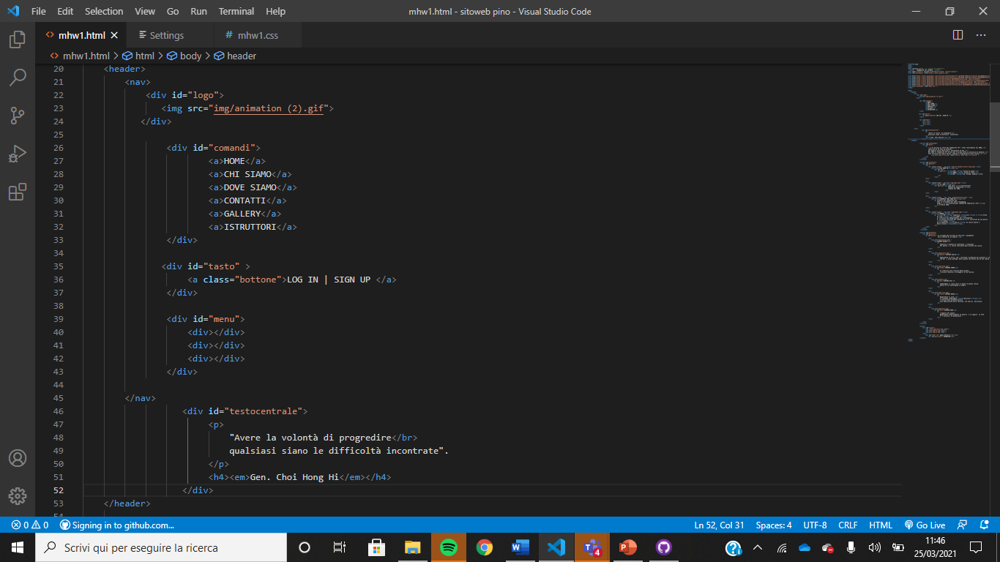 File Edit Selection View Go Run Terminal Help mhw1.html - sitoweb pino - Visual Studio Code
mhw1.html Settings # mhw1.css
mhw1.html > html > body > header
20 <header>
21 <nav>
22 <div id="logo">
23 <img src="img/animation (2).gif">
24 </div>
25
26 <div id="comandi">
27 <a>HOME</a>
28 <a>CHI SIAMO</a>
29 <a>DOVE SIAMO</a>
30 <a>CONTATTI</a>
31 <a>GALLERY</a>
32 <a>ISTRUTTORI</a>
33 </div>
34
35 <div id="tasto" >
36 <a class="bottone">LOG IN | SIGN UP </a>
37 </div>
38
39 <div id="menu">
40 <div></div>
41 <div></div>
42 <div></div>
43 </div>
44
45 </nav>
46 <div id="testocentrale">
47 <p>
48 "Avere la volontà di progredire</br>
49 qualsiasi siano le difficoltà incontrate".
50 </p>
51 <h4><em>Gen. Choi Hong Hi</em></h4>
52 </div>
53 </header>
54
0 0 Signing in to github.com... Ln 52, Col 31 Spaces: 4 UTF-8 CRLF HTML Go Live
Scrivi qui per eseguire la ricerca
4
11:46
25/03/2021